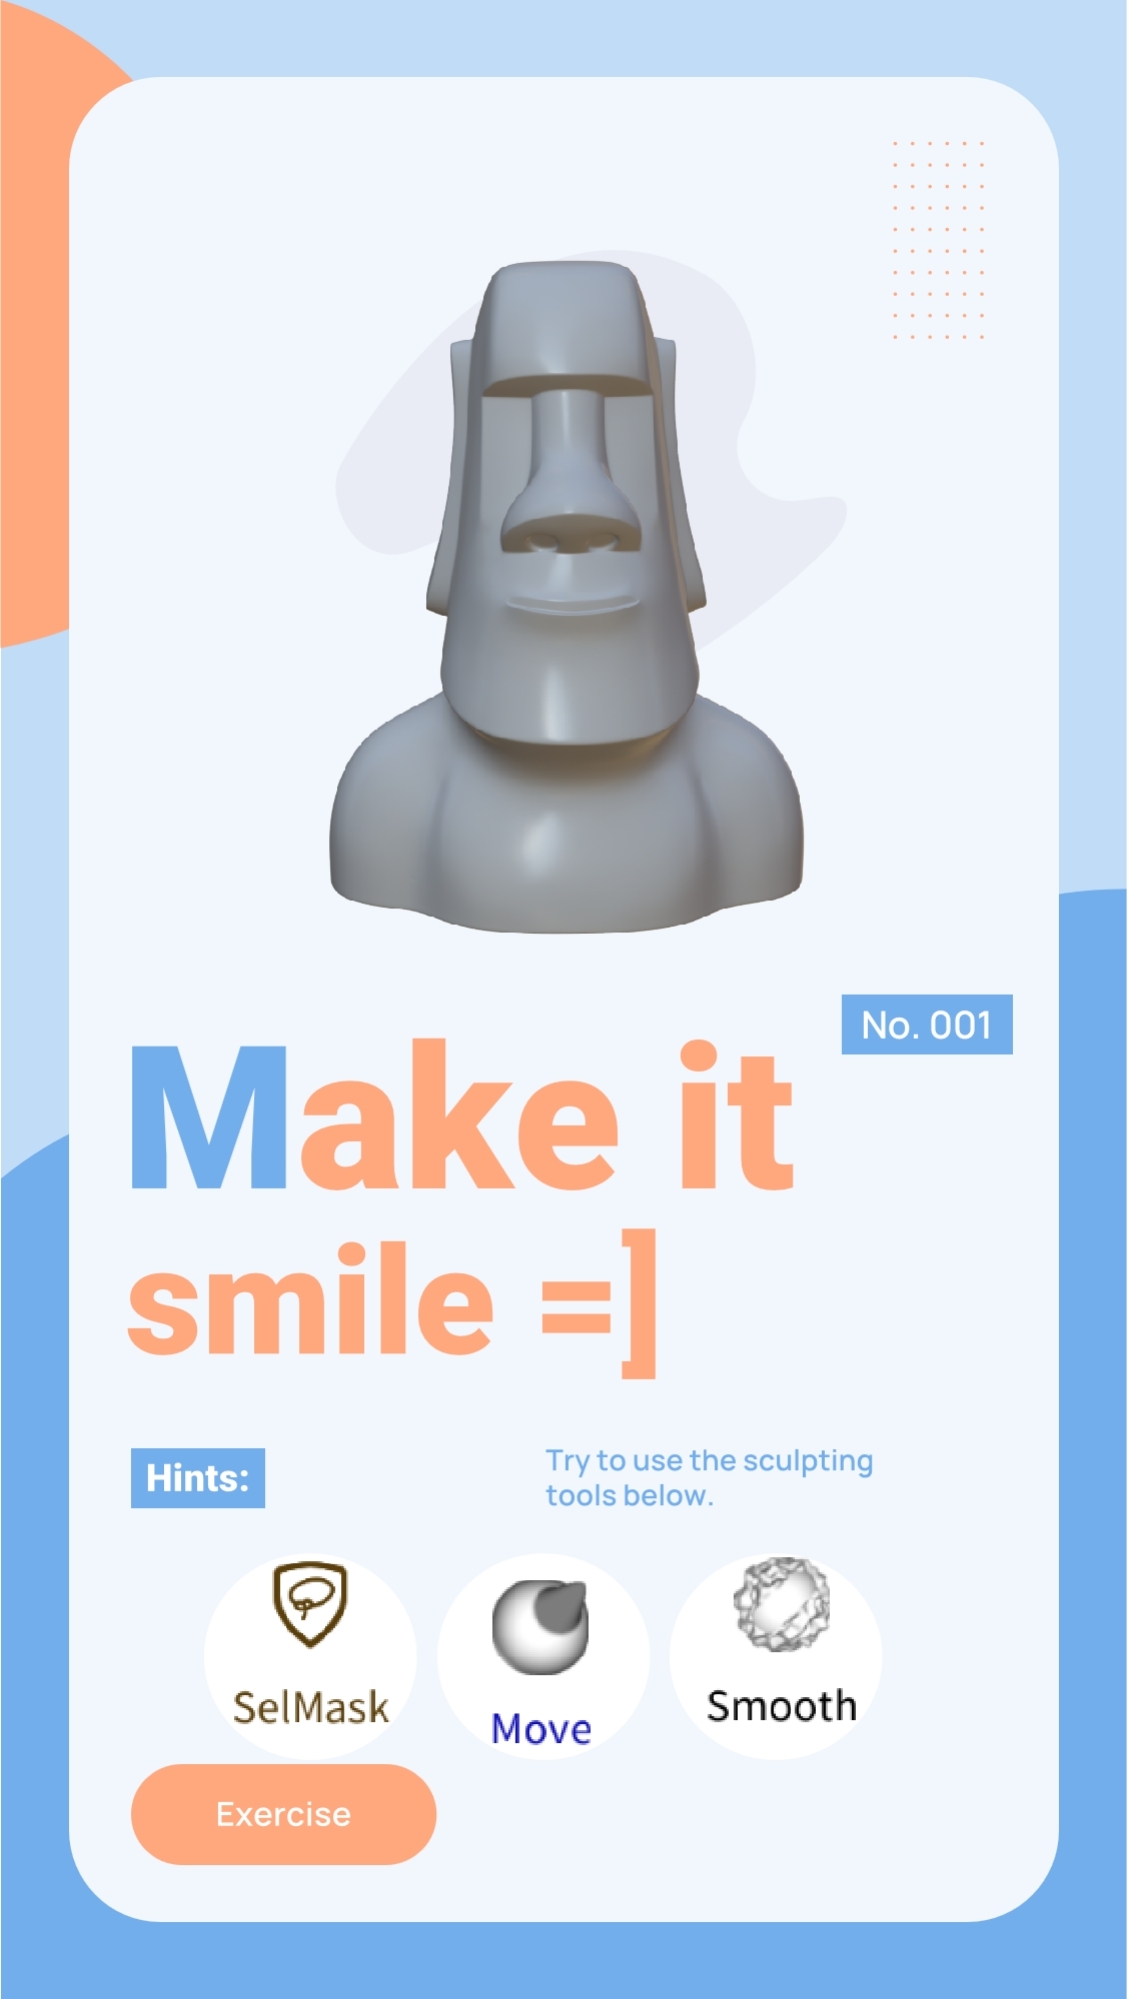 No. 001
Make it
smile =]
Hints:
Try to use the sculpting
tools below.
SelMask
Move
Smooth
Exercise